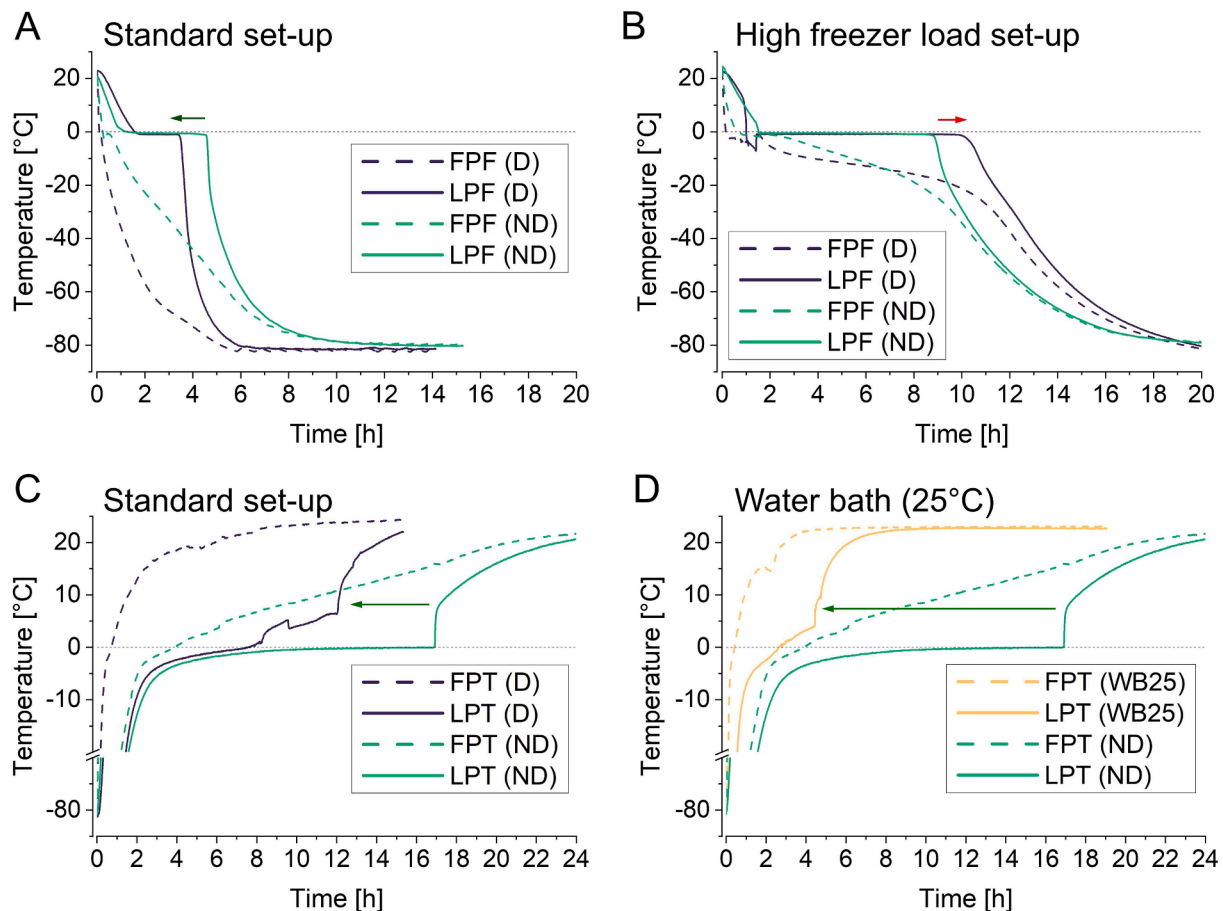 A
Standard set-up
Temperature [°C]
20
0
-20
-40
-60
-80
FPF (D)
LPF (D)
FPF (ND)
LPF (ND)
0 2 4 6 8 10 12 14 16 18 20
Time [h]
B
High freezer load set-up
Temperature [°C]
20
0
-20
-40
-60
-80
FPF (D)
LPF (D)
FPF (ND)
LPF (ND)
0 2 4 6 8 10 12 14 16 18 20
Time [h]
C
Standard set-up
Temperature [°C]
20
10
0
-10
-80
FPT (D)
LPT (D)
FPT (ND)
LPT (ND)
0 2 4 6 8 10 12 14 16 18 20 22 24
Time [h]
D
Water bath (25°C)
Temperature [°C]
20
10
0
-10
-80
FPT (WB25)
LPT (WB25)
FPT (ND)
LPT (ND)
0 2 4 6 8 10 12 14 16 18 20 22 24
Time [h]